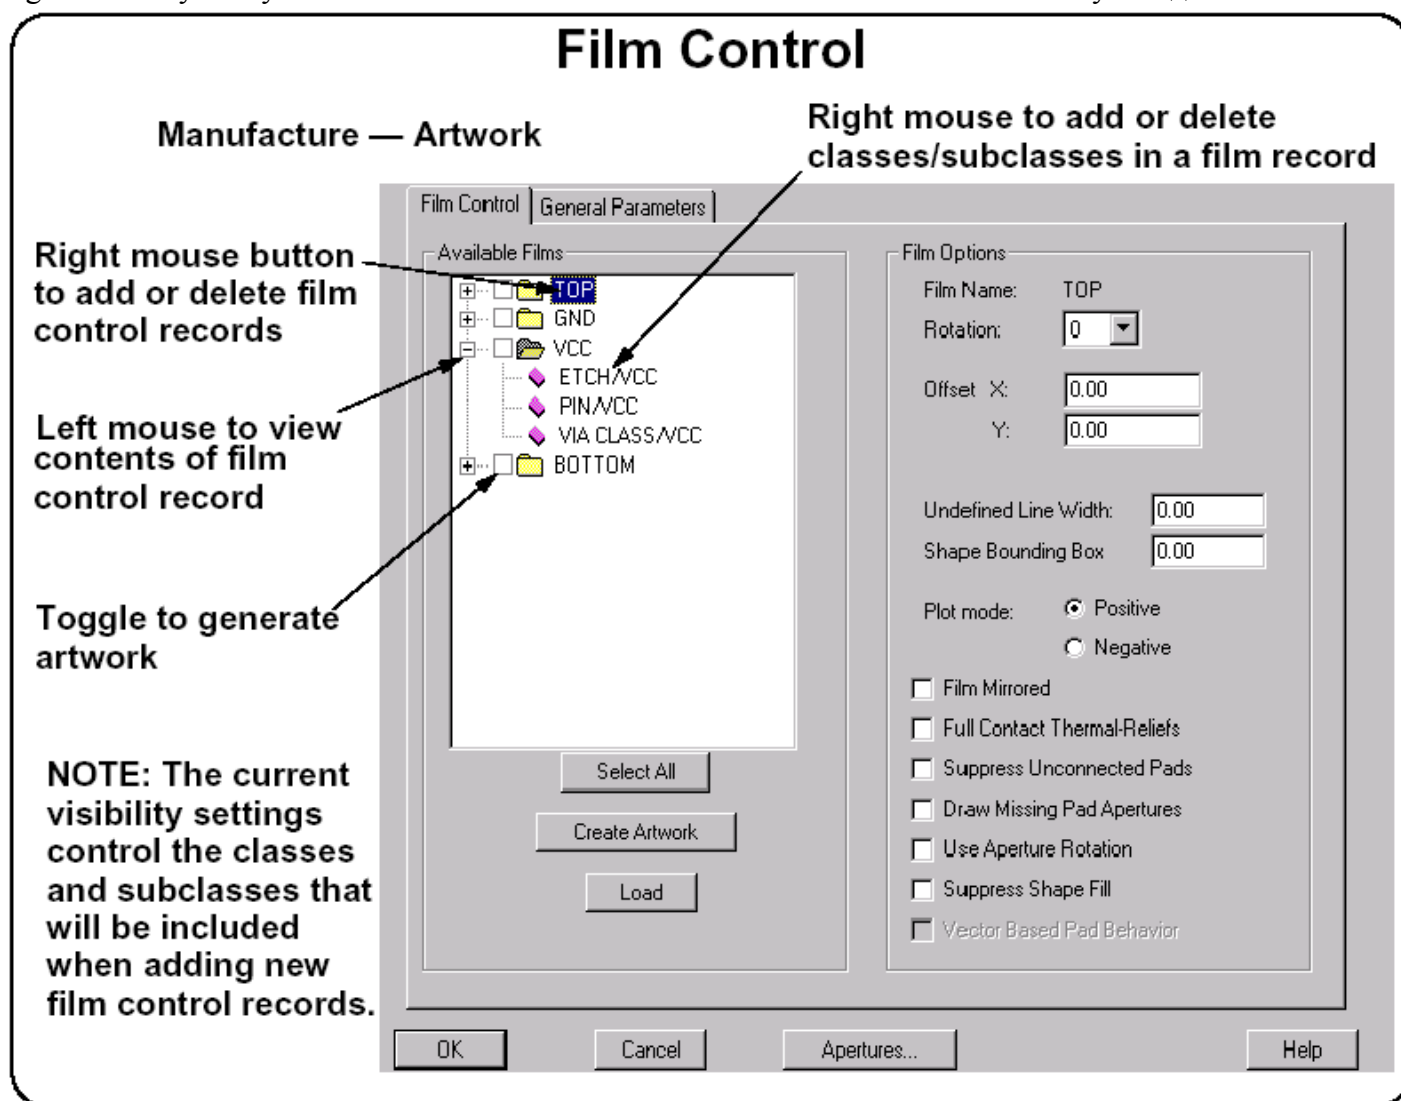 Film Control
Manufacture — Artwork
Right mouse to add or delete
classes/subclasses in a film record
Right mouse button
to add or delete film
control records
Left mouse to view
contents of film
control record
Toggle to generate
artwork
NOTE: The current
visibility settings
control the classes
and subclasses that
will be included
when adding new
film control records.
Film Control
General Parameters
Available Films
TOP
GND
VCC
ETCH/VCC
PIN/VCC
VIA CLASS/VCC
BOTTOM
Select All
Create Artwork
Load
Film Options
Film Name: TOP
Rotation: 0
Offset X: 0.00
Y: 0.00
Undefined Line Width: 0.00
Shape Bounding Box 0.00
Plot mode: Positive
Negative
Film Mirrored
Full Contact Thermal-Reliefs
Suppress Unconnected Pads
Draw Missing Pad Apertures
Use Aperture Rotation
Suppress Shape Fill
Vector Based Pad Behavior
OK
Cancel
Apertures...
Help